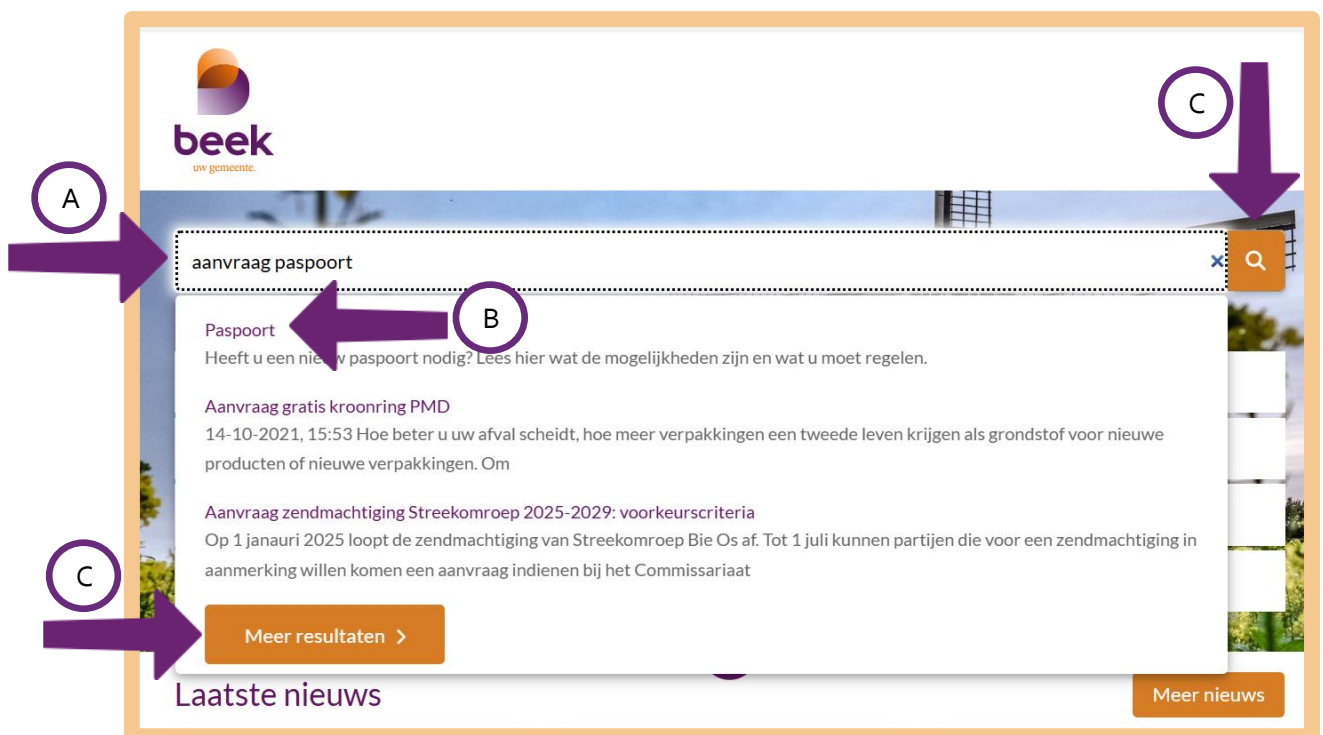 beek
uw gemeente.
C
A
aanvraag paspoort
B
Paspoort
Heeft u een nieuw paspoort nodig? Lees hier wat de mogelijkheden zijn en wat u moet regelen.
Aanvraag gratis kroonring PMD
14-10-2021, 15:53 Hoe beter u uw afval scheidt, hoe meer verpakkingen een tweede leven krijgen als grondstof voor nieuwe
producten of nieuwe verpakkingen. Om
Aanvraag zendmachtiging Streekomroep 2025-2029: voorkeurscriteria
Op 1 janauri 2025 loopt de zendmachtiging van Streekomroep Bie Os af. Tot 1 juli kunnen partijen die voor een zendmachtiging in
aanmerking willen komen een aanvraag indienen bij het Commissariaat
C
Meer resultaten
Laatste nieuws
Meer nieuws